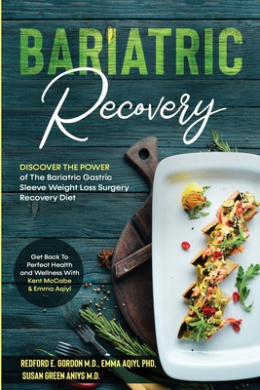 BARIATRIC
Recovery
DISCOVER THE POWER
of The Bariatric Gastric
Sleeve Weight Loss Surgery
Recovery Diet
Get Back To
Perfect Health
and Wellness With
Kent McCabe
& Emma Aqiyl
REDFORD E. GORDON M.D., EMMA AQIYL PHD,
SUSAN GREEN ANIYS M.D.